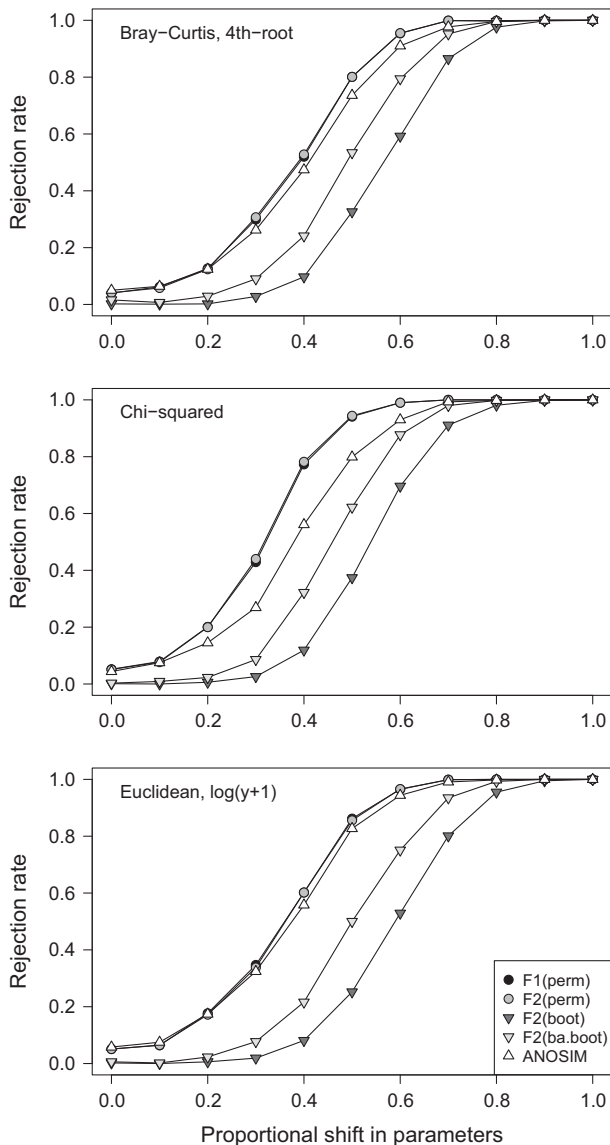 Bray−Curtis, 4th−root
Rejection rate
1.0
0.8
0.6
0.4
0.2
0.0
0.0 0.2 0.4 0.6 0.8 1.0
Chi−squared
Rejection rate
1.0
0.8
0.6
0.4
0.2
0.0
0.0 0.2 0.4 0.6 0.8 1.0
Euclidean, log(y+1)
Rejection rate
1.0
0.8
0.6
0.4
0.2
0.0
F1(perm)
F2(perm)
F2(boot)
F2(ba.boot)
ANOSIM
0.0 0.2 0.4 0.6 0.8 1.0
Proportional shift in parameters